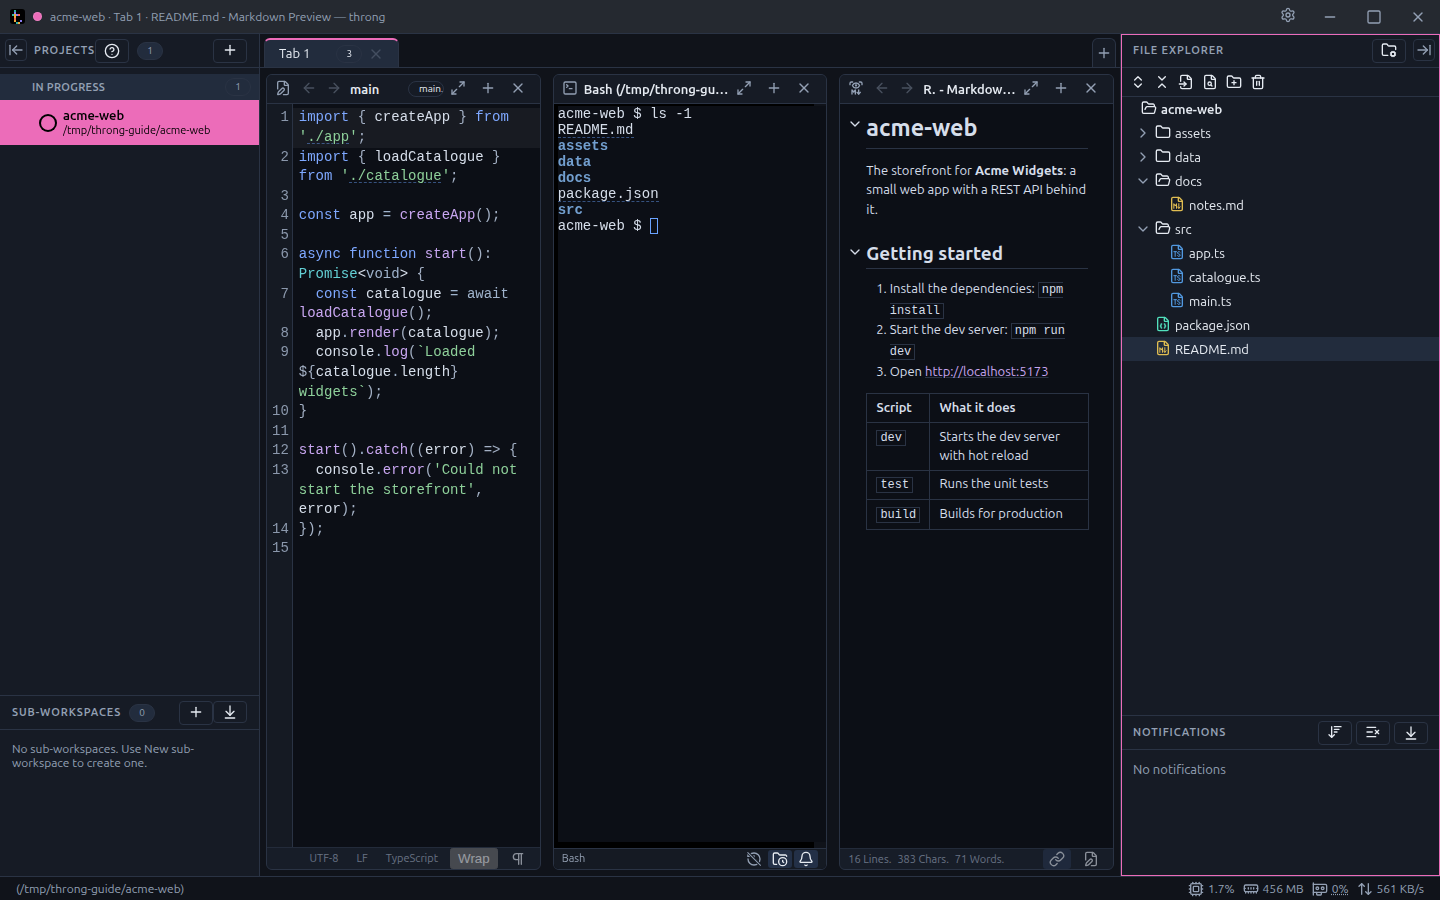 acme-web · Tab 1 · README.md - Markdown Preview — throng
PROJECTS 1
IN PROGRESS 1
acme-web
/tmp/throng-guide/acme-web
SUB-WORKSPACES 0
No sub-workspaces. Use New sub-
workspace to create one.
Tab 1 3
main main.
1 import { createApp } from
'./app';
2 import { loadCatalogue }
from './catalogue';
3
4 const app = createApp();
5
6 async function start():
Promise<void> {
7 const catalogue = await
loadCatalogue();
8 app.render(catalogue);
9 console.log(`Loaded
${catalogue.length}
widgets`);
10 }
11
12 start().catch((error) => {
13 console.error('Could not
start the storefront',
error);
14 });
15
UTF-8 LF TypeScript Wrap
Bash (/tmp/throng-gu...
acme-web $ ls -1
README.md
assets
data
docs
package.json
src
acme-web $
Bash
R. - Markdow...
acme-web
The storefront for Acme Widgets: a
small web app with a REST API behind
it.
Getting started
1. Install the dependencies: npm
install
2. Start the dev server: npm run
dev
3. Open http://localhost:5173
Script What it does
dev Starts the dev server
with hot reload
test Runs the unit tests
build Builds for production
16 Lines. 383 Chars. 71 Words.
FILE EXPLORER
acme-web
assets
data
docs
notes.md
src
app.ts
catalogue.ts
main.ts
package.json
README.md
NOTIFICATIONS
No notifications
(/tmp/throng-guide/acme-web)
1.7% 456 MB 0% 561 KB/s